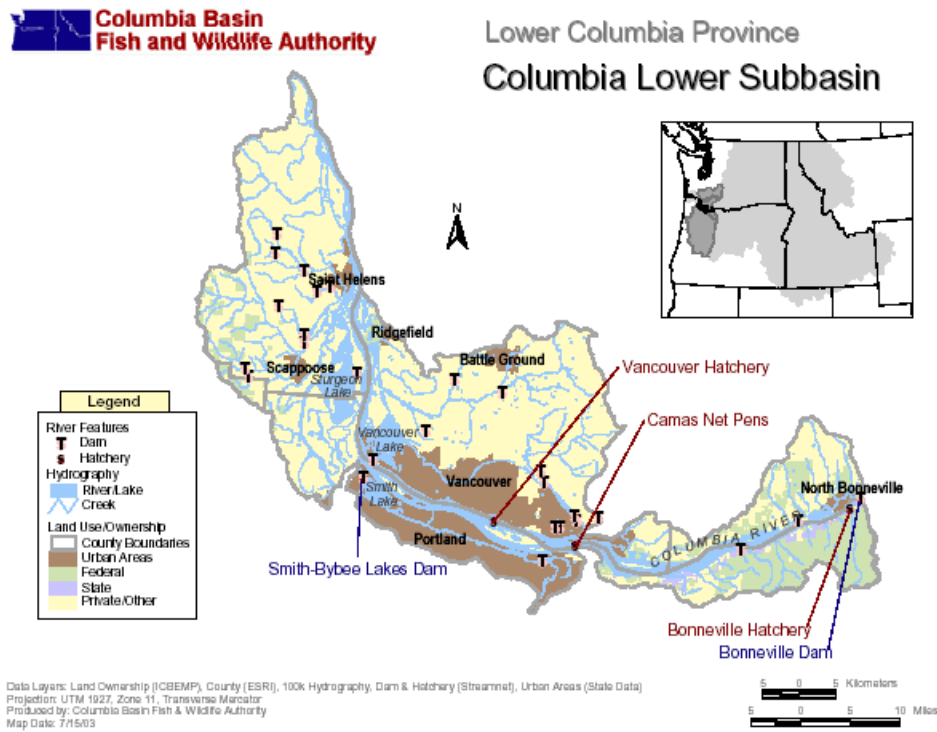 Columbia Basin
Fish and Wildlife Authority
Lower Columbia Province
Columbia Lower Subbasin
N
Saint Helens
Ridgefield
Battle Ground
Scappoose
Sturgeon
Lake
Vancouver Hatchery
Camas Net Pens
Vancouver
Lake
Smith
Lake
Vancouver
Portland
North Bonneville
COLUMBIA RIVER
Smith-Bybee Lakes Dam
Bonneville Hatchery
Bonneville Dam
Legend
River Features
T Dam
S Hatchery
Hydrography
River/Lake
Creek
Land Use/Ownership
County Boundaries
Urban Areas
Federal
State
Private/Other
Data Layers: Land Ownership (ICBEMP), County (ESRI), 100k Hydrography, Dam & Hatchery (Streamnet), Urban Areas (State Data)
Projection: UTM 1927, Zone 11, Transverse Mercator
Produced by: Columbia Basin Fish & Wildlife Authority
Map Date: 7/15/03
5 0 5 Kilometers
5 0 5 10 Miles